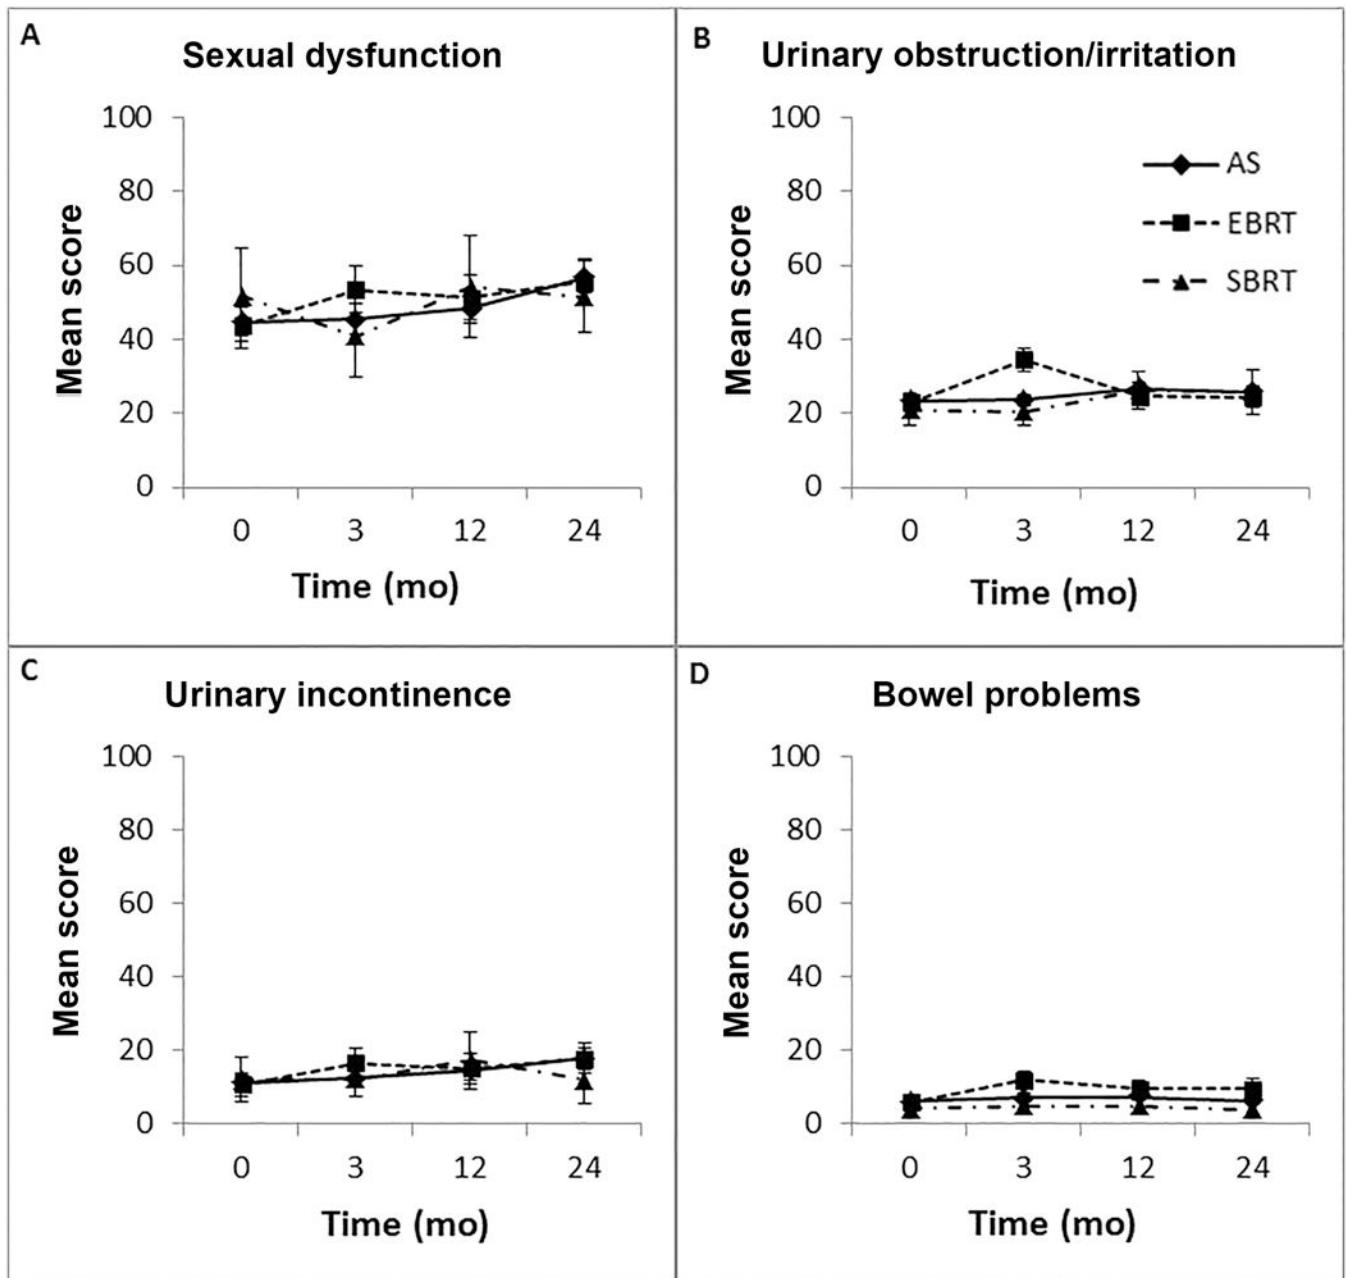 A
Sexual dysfunction
100
80
60
40
20
0
Mean score
0 3 12 24
Time (mo)
B
Urinary obstruction/irritation
100
80
60
40
20
0
Mean score
AS
EBRT
SBRT
0 3 12 24
Time (mo)
C
Urinary incontinence
100
80
60
40
20
0
Mean score
0 3 12 24
Time (mo)
D
Bowel problems
100
80
60
40
20
0
Mean score
0 3 12 24
Time (mo)